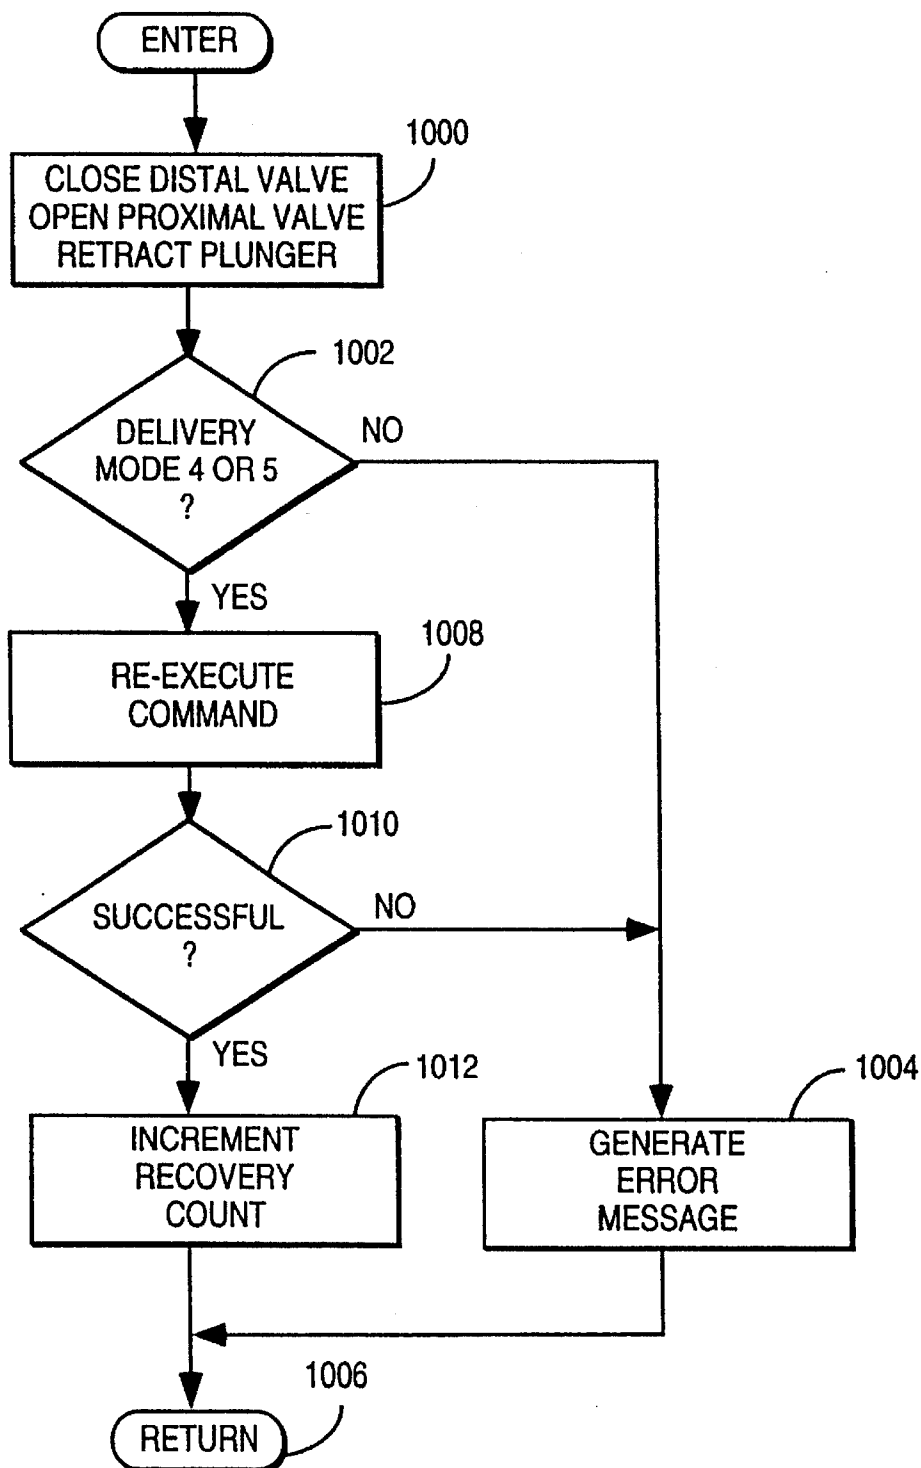 ENTER
1000
CLOSE DISTAL VALVE
OPEN PROXIMAL VALVE
RETRACT PLUNGER
1002
DELIVERY
MODE 4 OR 5
?
NO
YES
1008
RE-EXECUTE
COMMAND
1010
SUCCESSFUL
?
NO
YES
1012
INCREMENT
RECOVERY
COUNT
1004
GENERATE
ERROR
MESSAGE
1006
RETURN